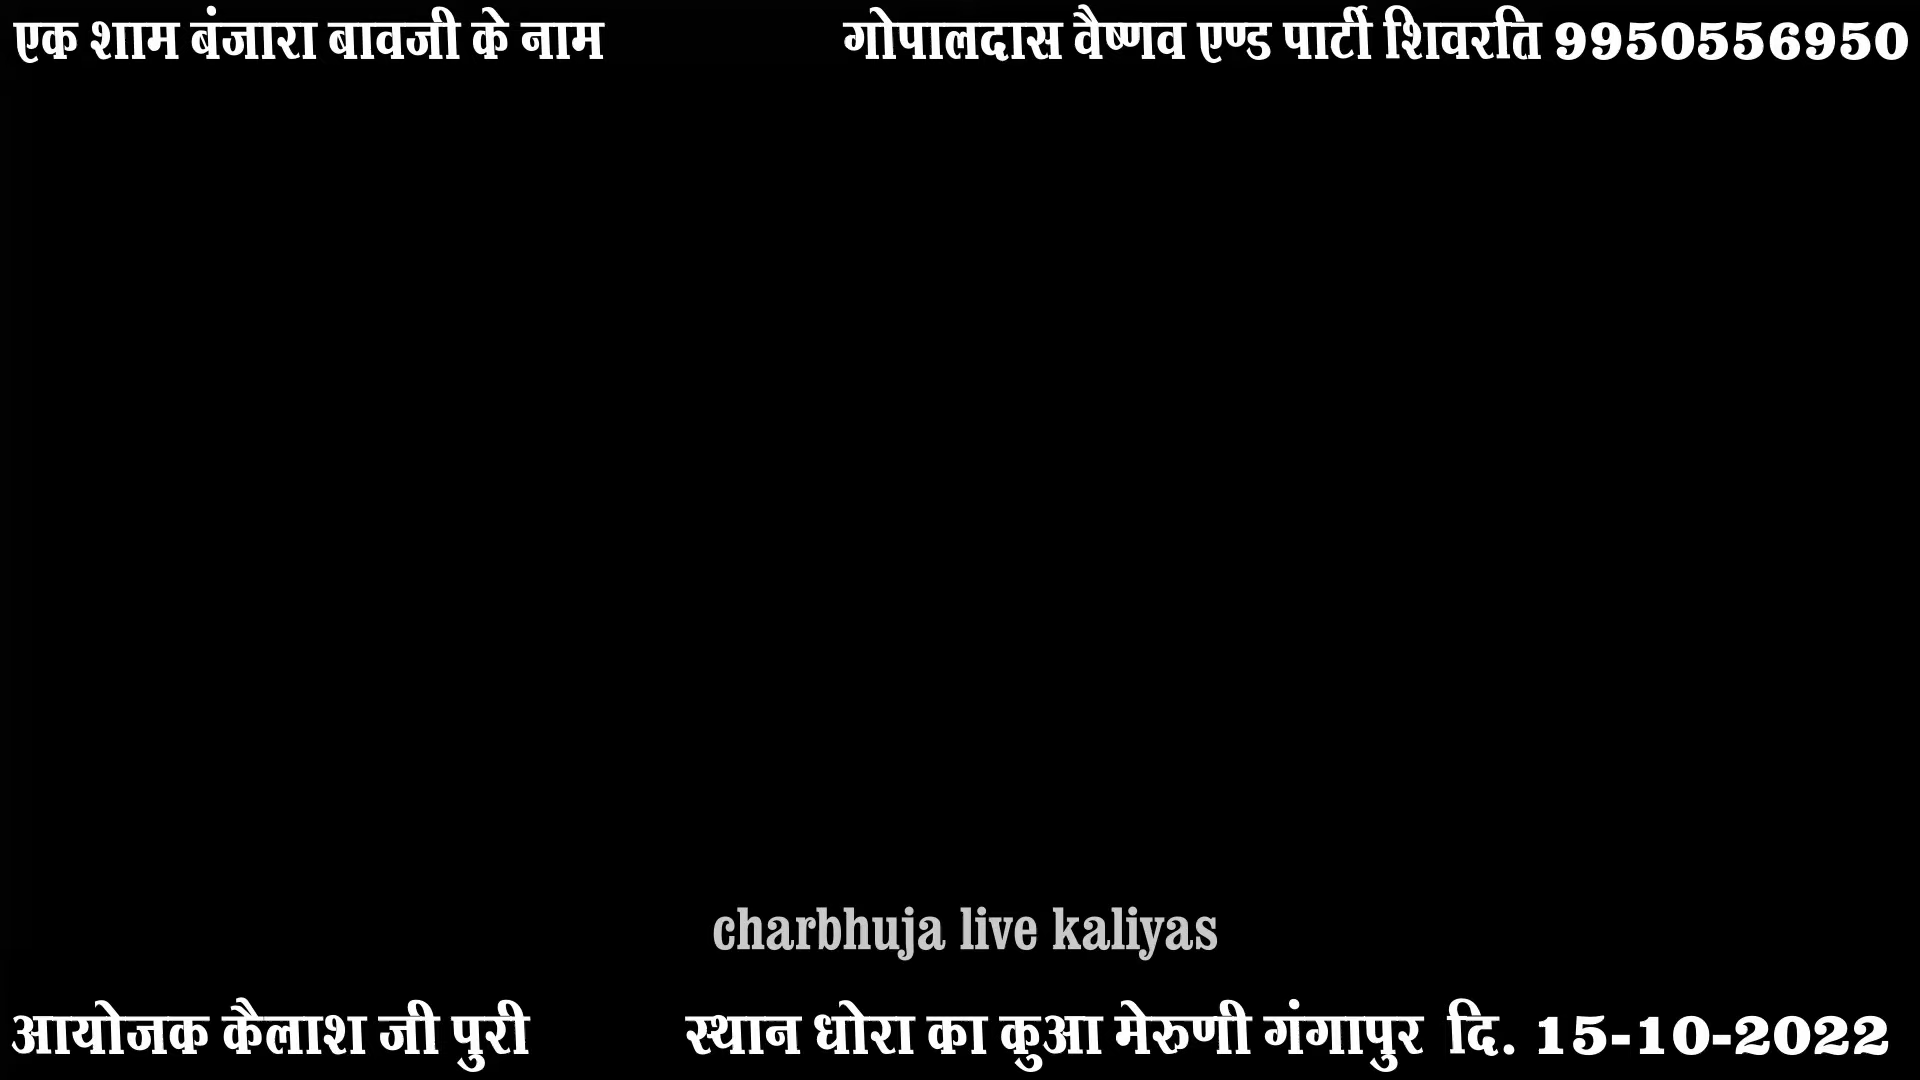 एक शाम बंजारा बावजी के नाम
गोपालदास वैष्णव एण्ड पार्टी शिवरति 9950556950
charbhuja live kaliyas
आयोजक कैलाश जी पुरी
स्थान धोरा का कुआ मेरुणी गंगापुर दि. 15-10-2022